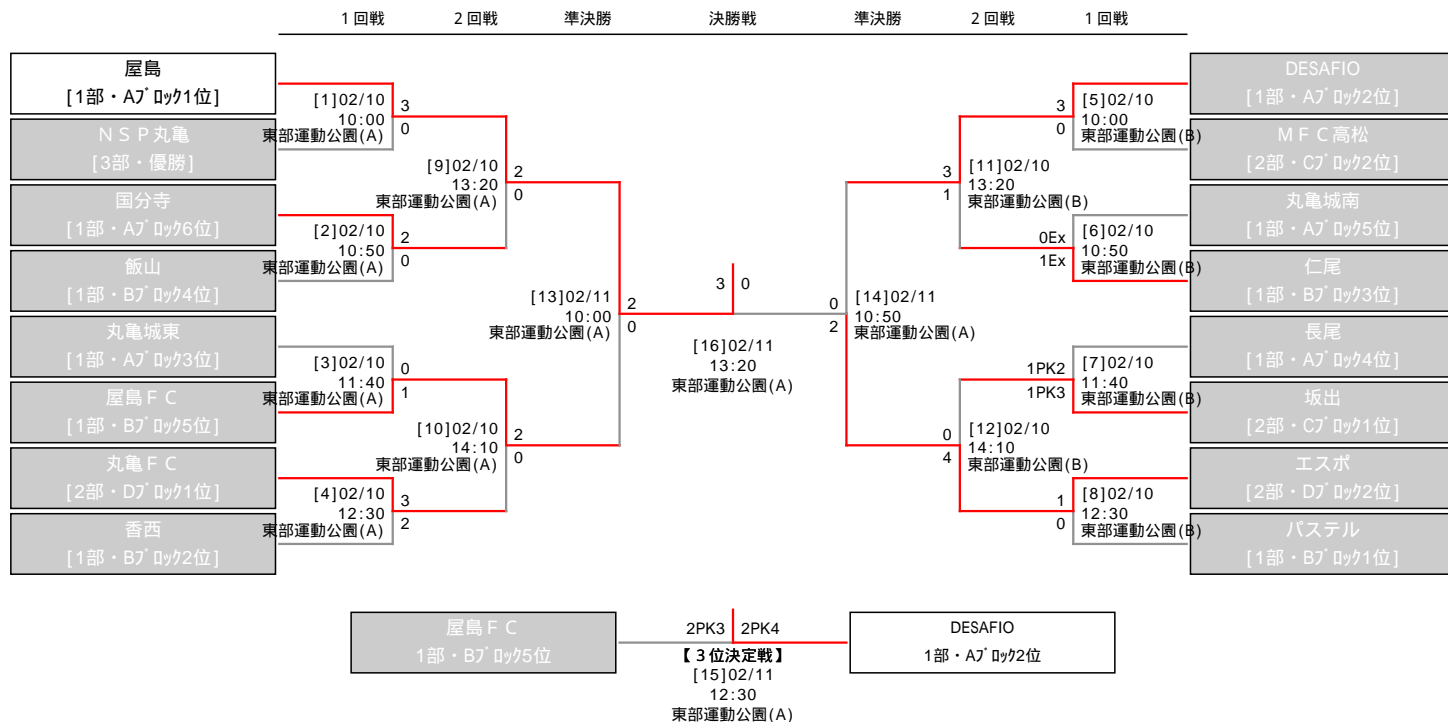 1回戦 2回戦 準決勝 決勝戦 準決勝 2回戦 1回戦
屋島
[1部・Aブロック1位]
NSP丸亀
[3部・優勝]
国分寺
[1部・Aブロック6位]
飯山
[1部・Bブロック4位]
丸亀城東
[1部・Aブロック3位]
屋島FC
[1部・Bブロック5位]
丸亀FC
[2部・Dブロック1位]
香西
[1部・Bブロック2位]
[1]02/10
10:00
東部運動公園(A)
3
0
[2]02/10
10:50
東部運動公園(A)
2
0
[3]02/10
11:40
東部運動公園(A)
0
1
[4]02/10
12:30
東部運動公園(A)
3
2
[9]02/10
13:20
東部運動公園(A)
2
0
[10]02/10
14:10
東部運動公園(A)
2
0
[13]02/11
10:00
東部運動公園(A)
2
0
3 0
[16]02/11
13:20
東部運動公園(A)
0
2
[14]02/11
10:50
東部運動公園(A)
3
1
[11]02/10
13:20
東部運動公園(B)
0
4
[12]02/10
14:10
東部運動公園(B)
3
0
[5]02/10
10:00
東部運動公園(B)
0Ex
1Ex
[6]02/10
10:50
東部運動公園(B)
1PK2
1PK3
[7]02/10
11:40
東部運動公園(B)
1
0
[8]02/10
12:30
東部運動公園(B)
DESAFIO
[1部・Aブロック2位]
MFC高松
[2部・Cブロック2位]
丸亀城南
[1部・Aブロック5位]
仁尾
[1部・Bブロック3位]
長尾
[1部・Aブロック4位]
坂出
[2部・Cブロック1位]
エスポ
[2部・Dブロック2位]
パステル
[1部・Bブロック1位]
屋島FC
1部・Bブロック5位
2PK3 2PK4
【3位決定戦】
[15]02/11
12:30
東部運動公園(A)
DESAFIO
1部・Aブロック2位